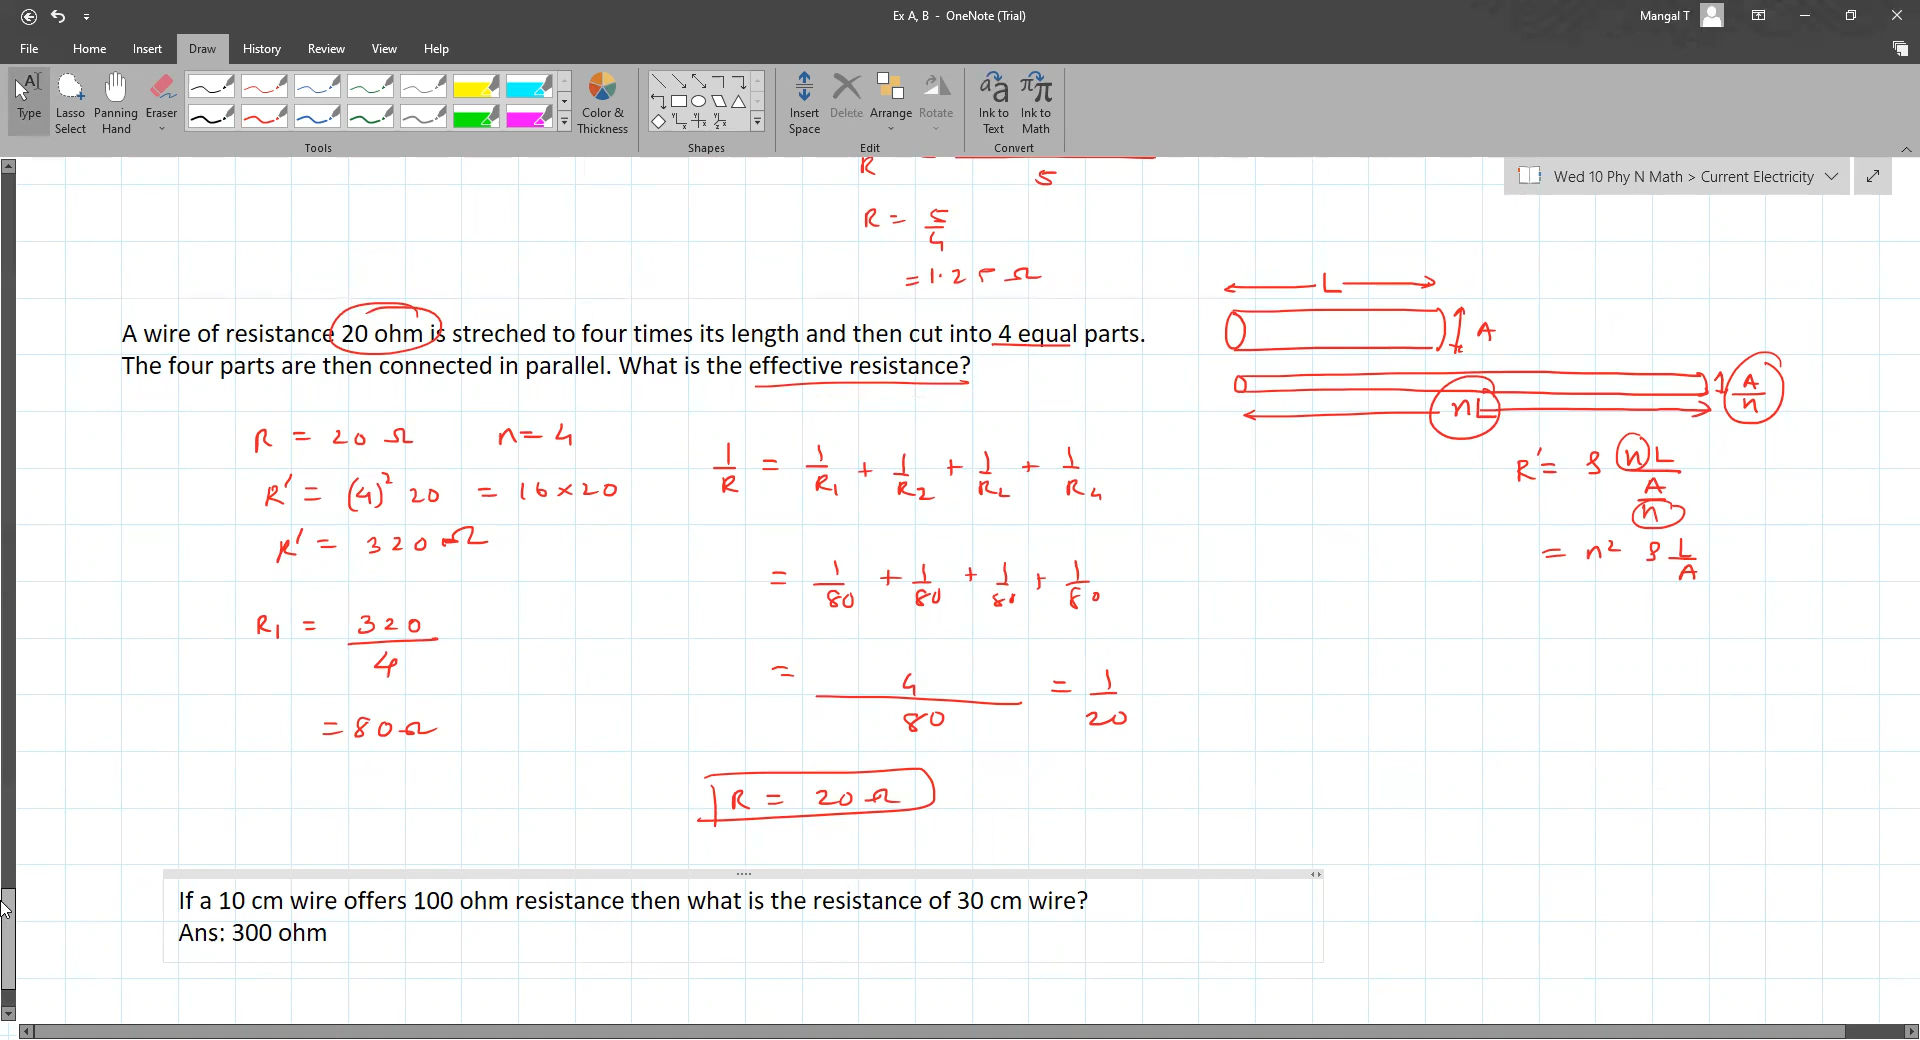 Ex A, B - OneNote (Trial)
Mangal T
File Home Insert Draw History Review View Help
Type
Lasso Select
Panning Hand
Eraser
Color & Thickness
Insert Space
Delete
Arrange
Rotate
Ink to Text
Ink to Math
Tools
Shapes
Edit
Convert
Wed 10 Phy N Math > Current Electricity
R = — 5
R = 5/4
= 1.25 Ω
A wire of resistance 20 ohm is streched to four times its length and then cut into 4 equal parts.
The four parts are then connected in parallel. What is the effective resistance?
L
A
nL
A/n
R' = ρ nL / (A/n)
= n² ρ L/A
R = 20 Ω n = 4
R' = (4)² 20 = 16 × 20
R' = 320 Ω
R₁ = 320/4
= 80 Ω
1/R = 1/R₁ + 1/R₂ + 1/R₂ + 1/R₄
= 1/80 + 1/80 + 1/80 + 1/80
= 4/80 = 1/20
R = 20 Ω
If a 10 cm wire offers 100 ohm resistance then what is the resistance of 30 cm wire?
Ans: 300 ohm